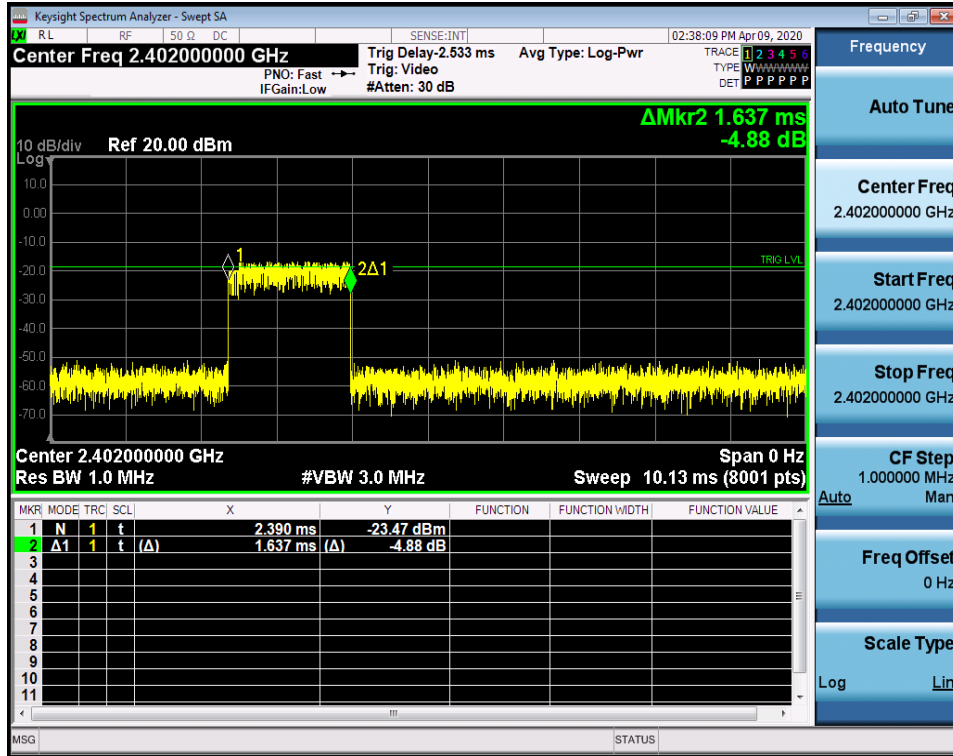 Keysight Spectrum Analyzer - Swept SA
LXI RL RF 50 Ω DC SENSE:INT 02:38:09 PM Apr 09, 2020
Center Freq 2.402000000 GHz
PNO: Fast
IFGain:Low
Trig Delay-2.533 ms
Trig: Video
#Atten: 30 dB
Avg Type: Log-Pwr
TRACE 1 2 3 4 5 6
TYPE WWWWWW
DET P P P P P P
ΔMkr2 1.637 ms
-4.88 dB
10 dB/div Ref 20.00 dBm
Log
10.0
0.00
-10.0
-20.0
-30.0
-40.0
-50.0
-60.0
-70.0
1
2Δ1
TRIG LVL
Center 2.402000000 GHz Span 0 Hz
Res BW 1.0 MHz #VBW 3.0 MHz Sweep 10.13 ms (8001 pts)
MKR MODE TRC SCL X Y FUNCTION FUNCTION WIDTH FUNCTION VALUE
1 N 1 t 2.390 ms -23.47 dBm
2 Δ1 1 t (Δ) 1.637 ms (Δ) -4.88 dB
3
4
5
6
7
8
9
10
11
MSG STATUS
Frequency
Auto Tune
Center Freq
2.402000000 GHz
Start Freq
2.402000000 GHz
Stop Freq
2.402000000 GHz
CF Step
1.000000 MHz
Auto Man
Freq Offset
0 Hz
Scale Type
Log Lin